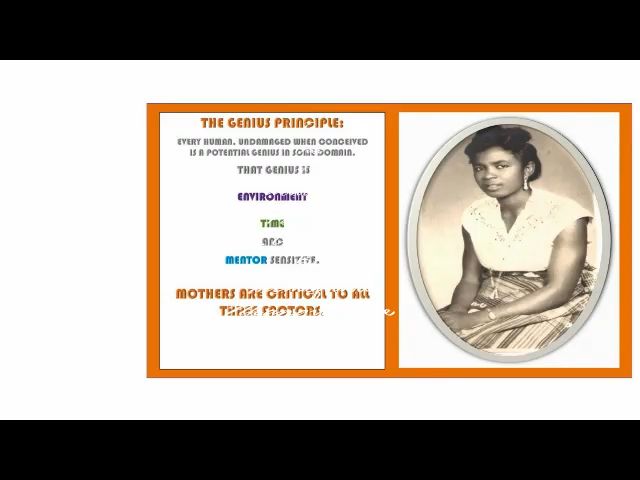 THE GENIUS PRINCIPLE:
EVERY HUMAN, UNDAMAGED WHEN CONCEIVED
IS A POTENTIAL GENIUS IN SOME DOMAIN.
THAT GENIUS IS
ENVIRONMENT
TIME
AND
MENTOR SENSITIVE.
MOTHERS ARE CRITICAL TO ALL
THREE FACTORS.